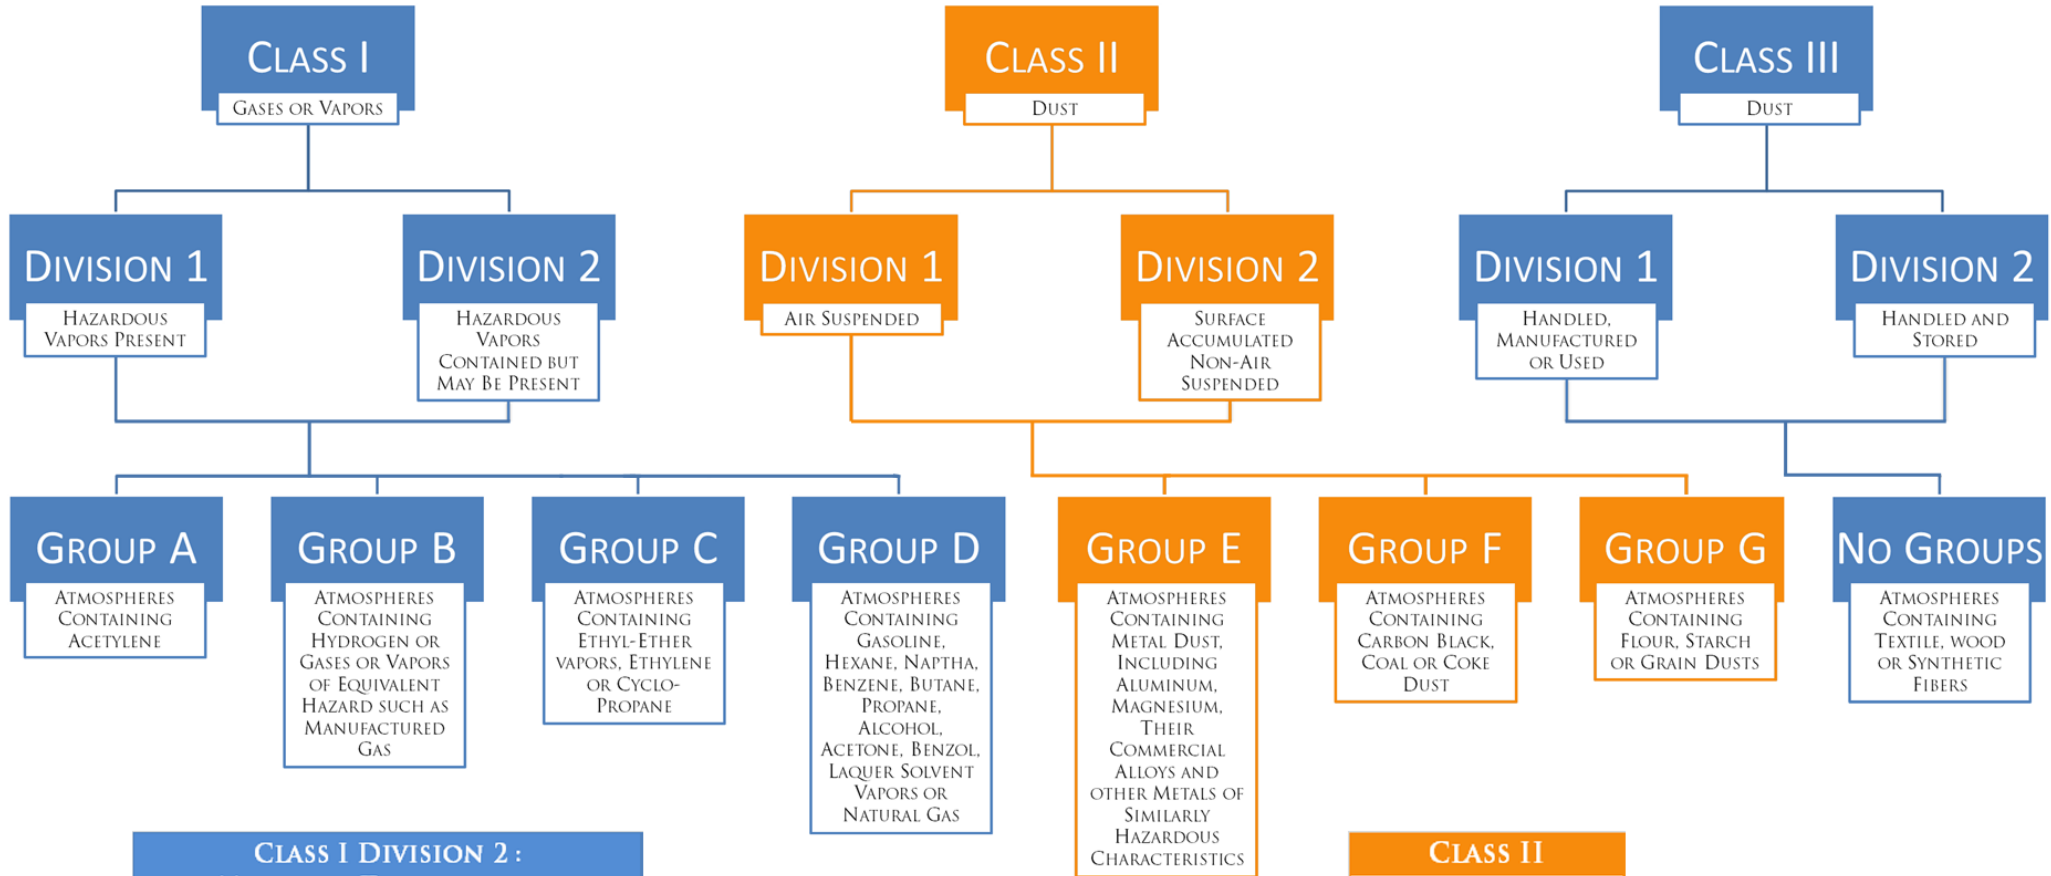 Class I
Gases or Vapors
Class II
Dust
Class III
Dust
Division 1
Hazardous
Vapors Present
Division 2
Hazardous
Vapors
Contained but
May Be Present
Division 1
Air Suspended
Division 2
Surface
Accumulated
Non-Air
Suspended
Division 1
Handled,
Manufactured
or Used
Division 2
Handled and
Stored
Group A
Atmospheres
Containing
Acetylene
Group B
Atmospheres
Containing
Hydrogen or
Gases or Vapors
of Equivalent
Hazard such as
Manufactured
Gas
Group C
Atmospheres
Containing
Ethyl-Ether
vapors, Ethylene
or Cyclo-
Propane
Group D
Atmospheres
Containing
Gasoline,
Hexane, Naptha,
Benzene, Butane,
Propane,
Alcohol,
Acetone, Benzol,
Laquer Solvent
Vapors or
Natural Gas
Group E
Atmospheres
Containing
Metal Dust,
Including
Aluminum,
Magnesium,
Their
Commercial
Alloys and
other Metals of
Similarly
Hazardous
Characteristics
Group F
Atmospheres
Containing
Carbon Black,
Coal or Coke
Dust
Group G
Atmospheres
Containing
Flour, Starch
or Grain Dusts
No Groups
Atmospheres
Containing
Textile, wood
or Synthetic
Fibers
Class I Division 2 :
Class II